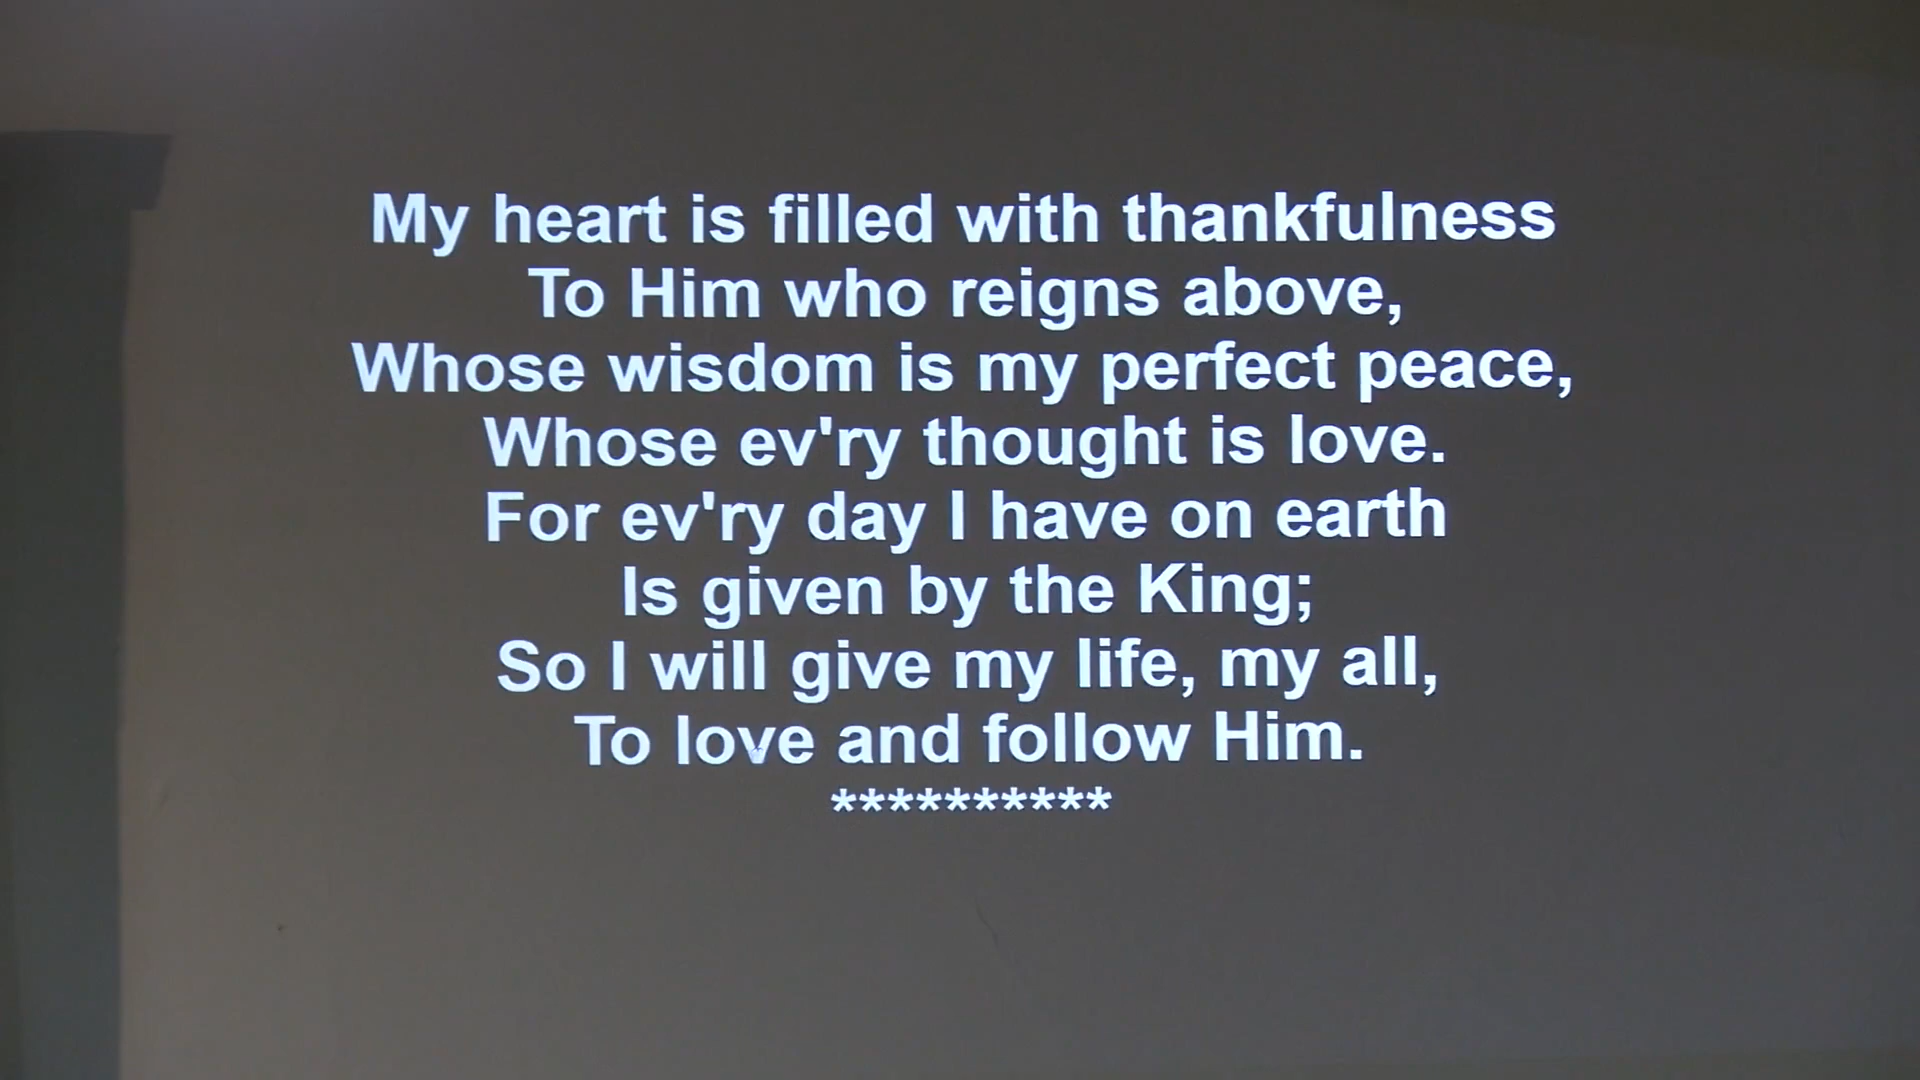 My heart is filled with thankfulness
To Him who reigns above,
Whose wisdom is my perfect peace,
Whose ev'ry thought is love.
For ev'ry day I have on earth
Is given by the King;
So I will give my life, my all,
To love and follow Him.
**********